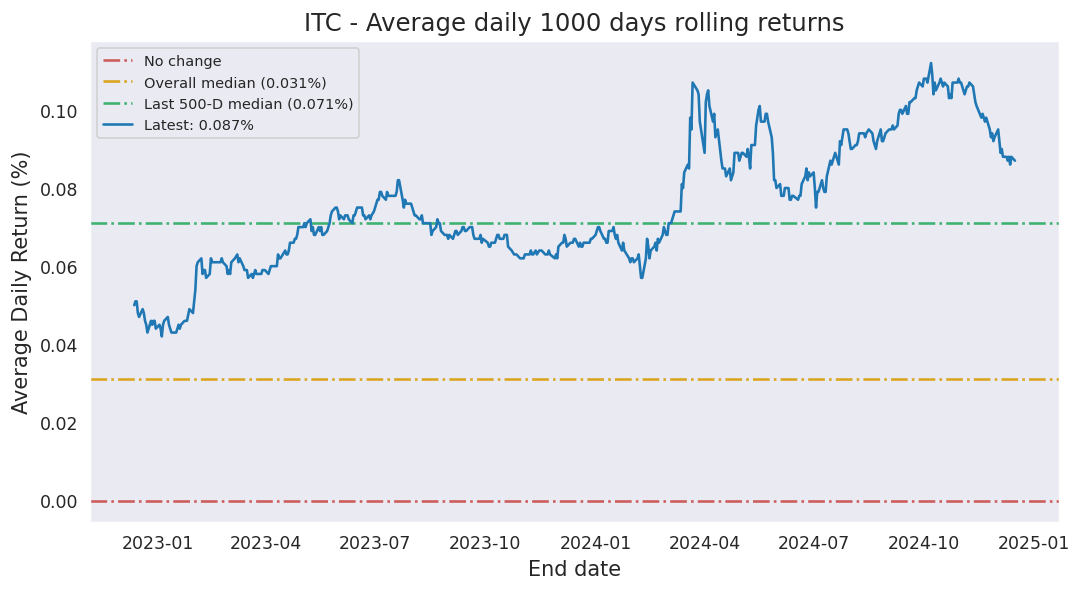 ITC - Average daily 1000 days rolling returns
No change
Overall median (0.031%)
Last 500-D median (0.071%)
Latest: 0.087%
Average Daily Return (%)
0.10
0.08
0.06
0.04
0.02
0.00
2023-01 2023-04 2023-07 2023-10 2024-01 2024-04 2024-07 2024-10 2025-01
End date